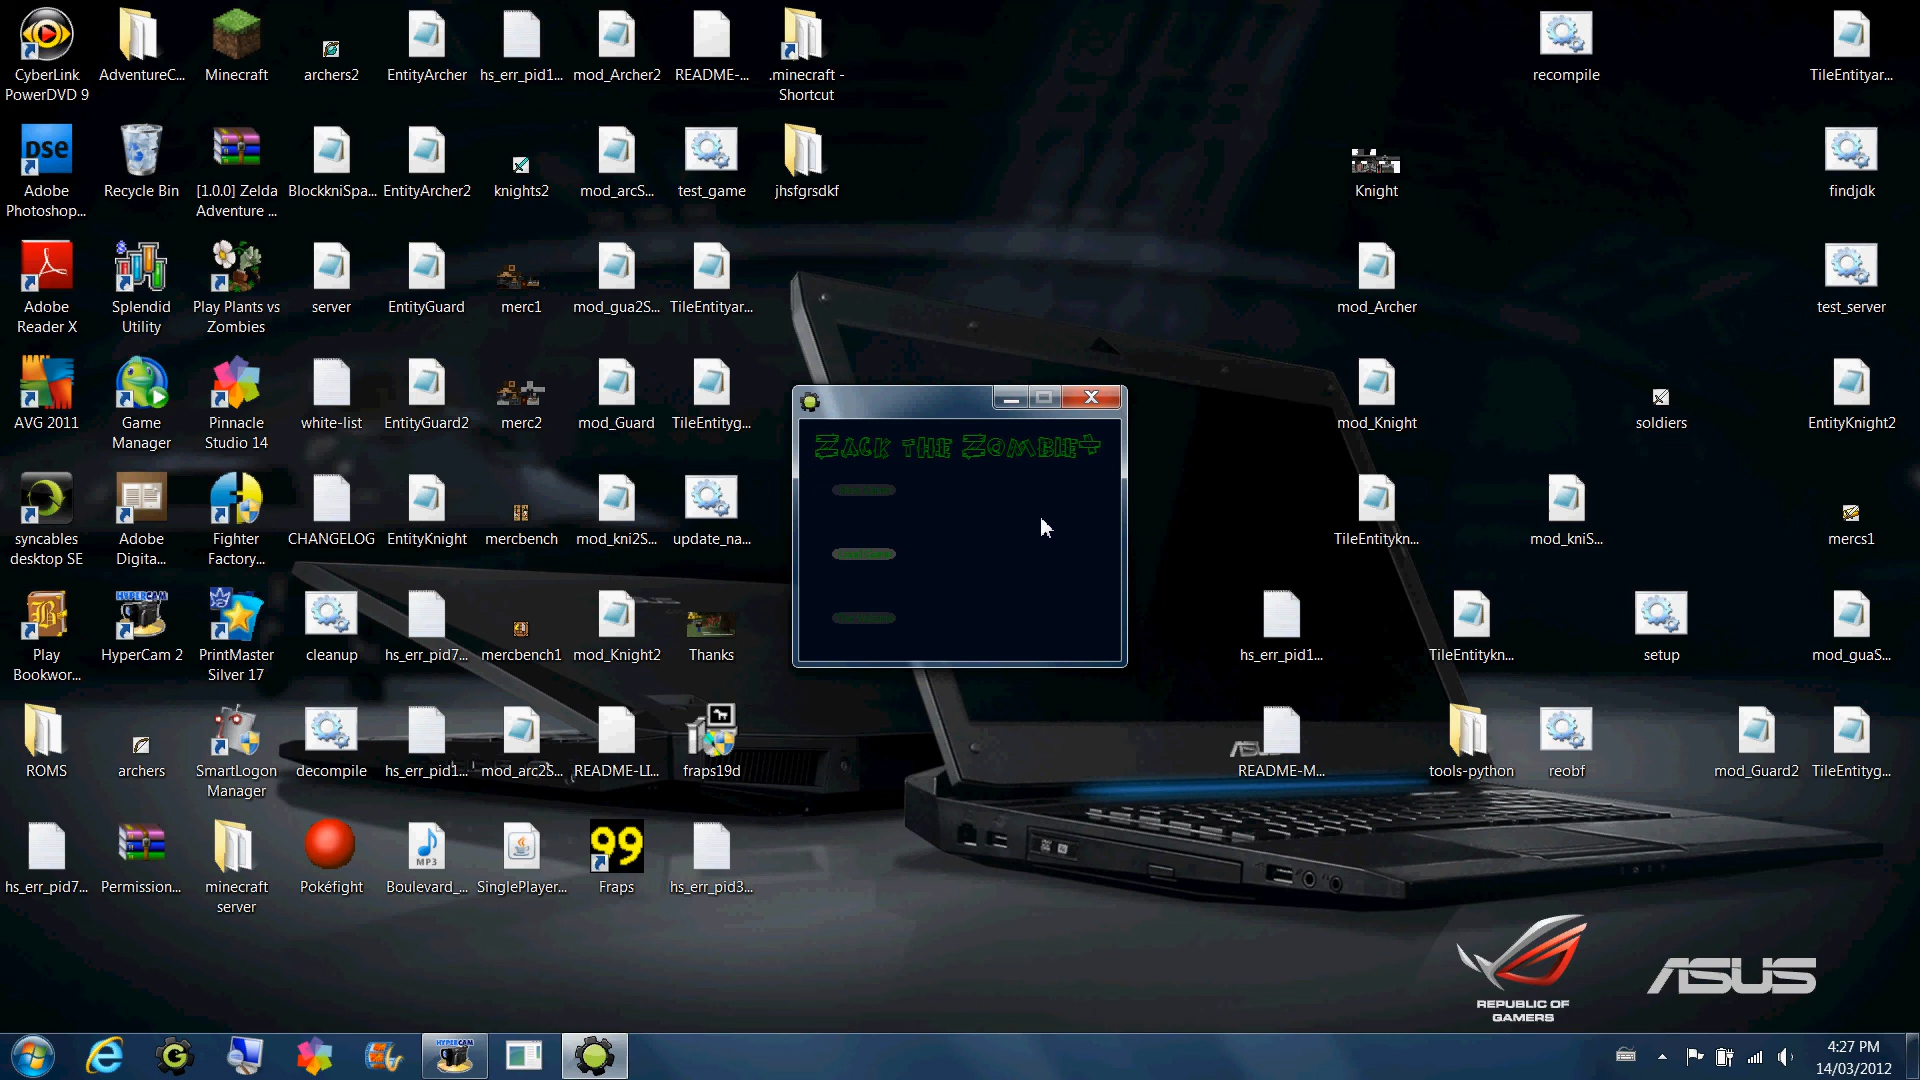 CyberLink PowerDVD 9
AdventureC...
Minecraft
archers2
EntityArcher
hs_err_pid1...
mod_Archer2
README-...
.minecraft - Shortcut
recompile
TileEntityar...
DSE
Adobe Photoshop...
Recycle Bin
[1.0.0] Zelda Adventure ...
BlockkniSpa...
EntityArcher2
knights2
mod_arcS...
test_game
jhsfgrsdkf
Knight
findjdk
Adobe Reader X
Splendid Utility
Play Plants vs Zombies
server
EntityGuard
merc1
mod_gua2S...
TileEntityar...
mod_Archer
test_server
AVG 2011
Game Manager
Pinnacle Studio 14
white-list
EntityGuard2
merc2
mod_Guard
TileEntityg...
Zack the Zombie+
mod_Knight
soldiers
EntityKnight2
syncables desktop SE
Adobe Digita...
Fighter Factory...
CHANGELOG
EntityKnight
mercbench
mod_kni2S...
update_na...
TileEntitykn...
mod_kniS...
mercs1
HYPERCAM
Play Bookwor...
HyperCam 2
PrintMaster Silver 17
cleanup
hs_err_pid7...
mercbench1
mod_Knight2
Thanks
hs_err_pid1...
TileEntitykn...
setup
mod_guaS...
ROMS
archers
SmartLogon Manager
decompile
hs_err_pid1...
mod_arc2S...
README-LI...
fraps19d
README-M...
tools-python
reobf
mod_Guard2
TileEntityg...
MP3
99
hs_err_pid7...
Permission...
minecraft server
Pokéfight
Boulevard_...
SinglePlayer...
Fraps
hs_err_pid3...
REPUBLIC OF
GAMERS
ASUS
HYPERCAM
4:27 PM
14/03/2012